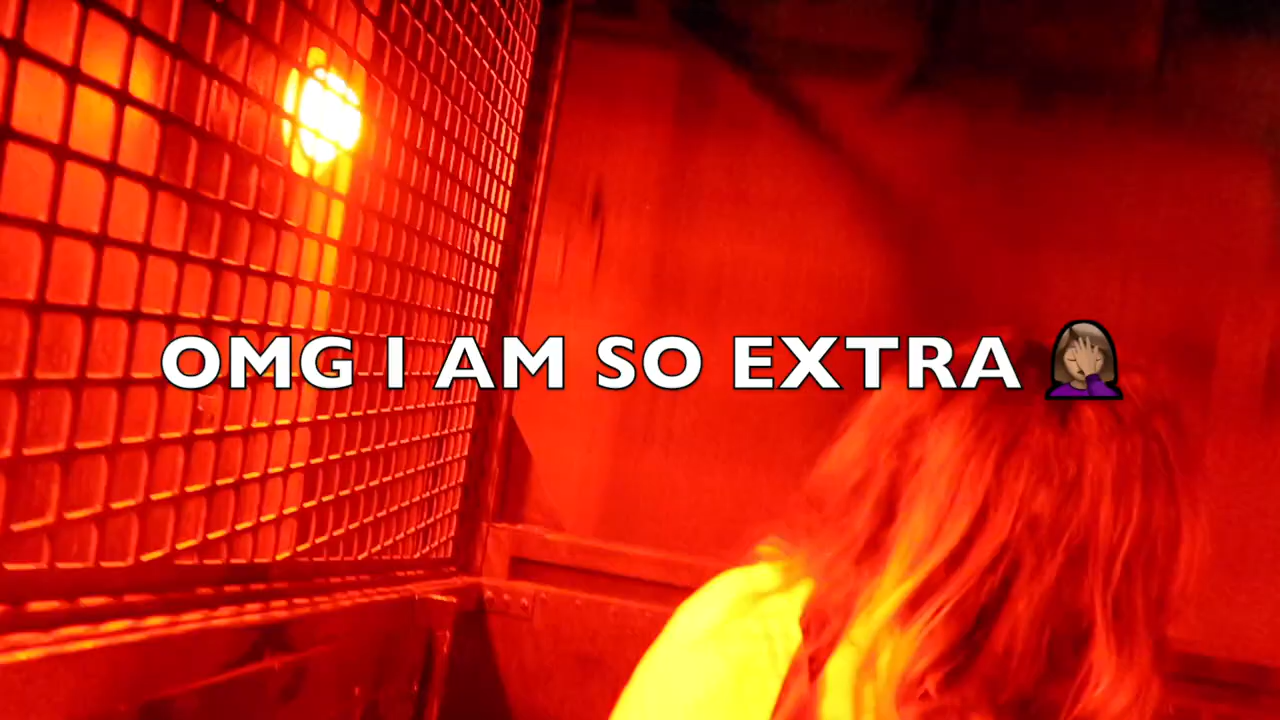 OMG I AM SO EXTRA 🤦🏼‍♀️